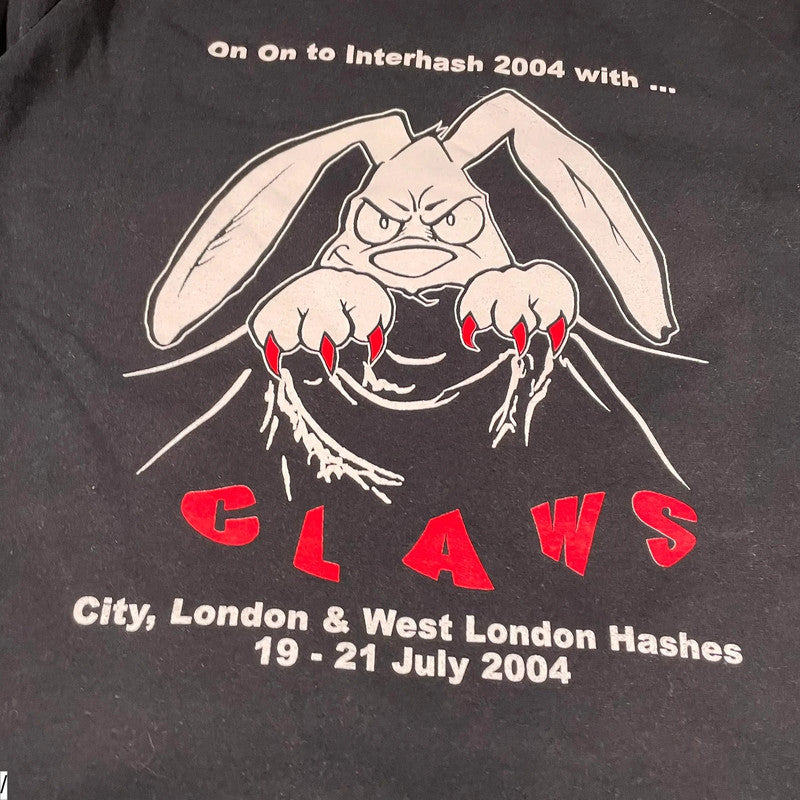 On On to Interhash 2004 with ...
CLAWS
City, London & West London Hashes
19 - 21 July 2004